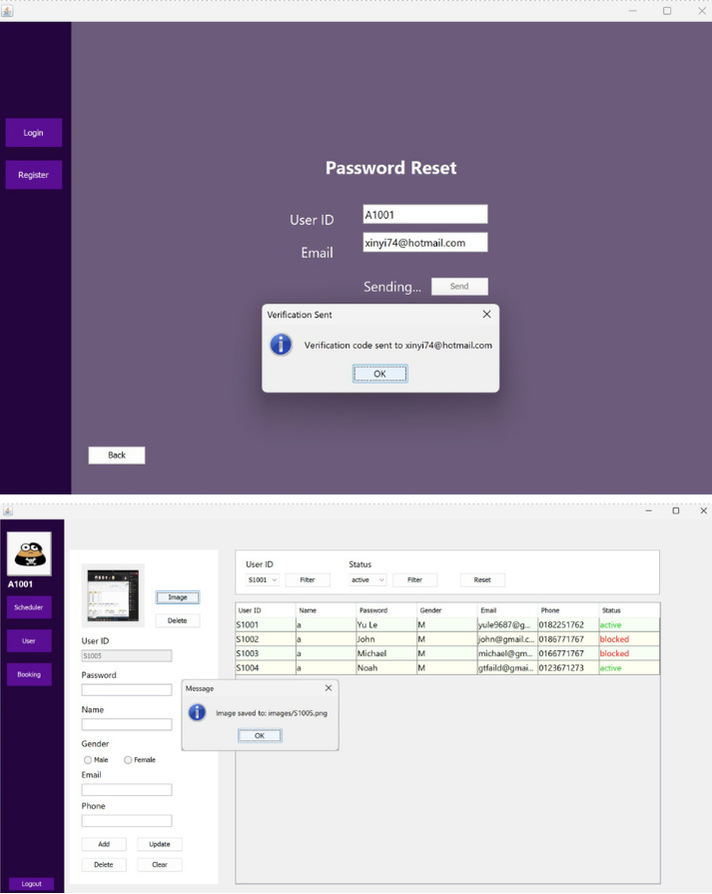 Login
Register
Password Reset
User ID A1001
Email xinyi74@hotmail.com
Sending... Send
Verification Sent
Verification code sent to xinyi74@hotmail.com
OK
Back
A1001
Scheduler
User
Booking
Logout
Image
Delete
User ID
S1005
Password
Name
Gender
Male Female
Email
Phone
Add Update
Delete Clear
User ID Status
S1001 Filter active Filter Reset
User ID Name Password Gender Email Phone Status
S1001 a Yu Le M yule9687@g... 0182251762 active
S1002 a John M john@gmail.c... 0186771767 blocked
S1003 a Michael M michael@gm... 0166771767 blocked
S1004 a Noah M gtfaild@gmai... 0123671273 active
Message
Image saved to: images/S1005.png
OK